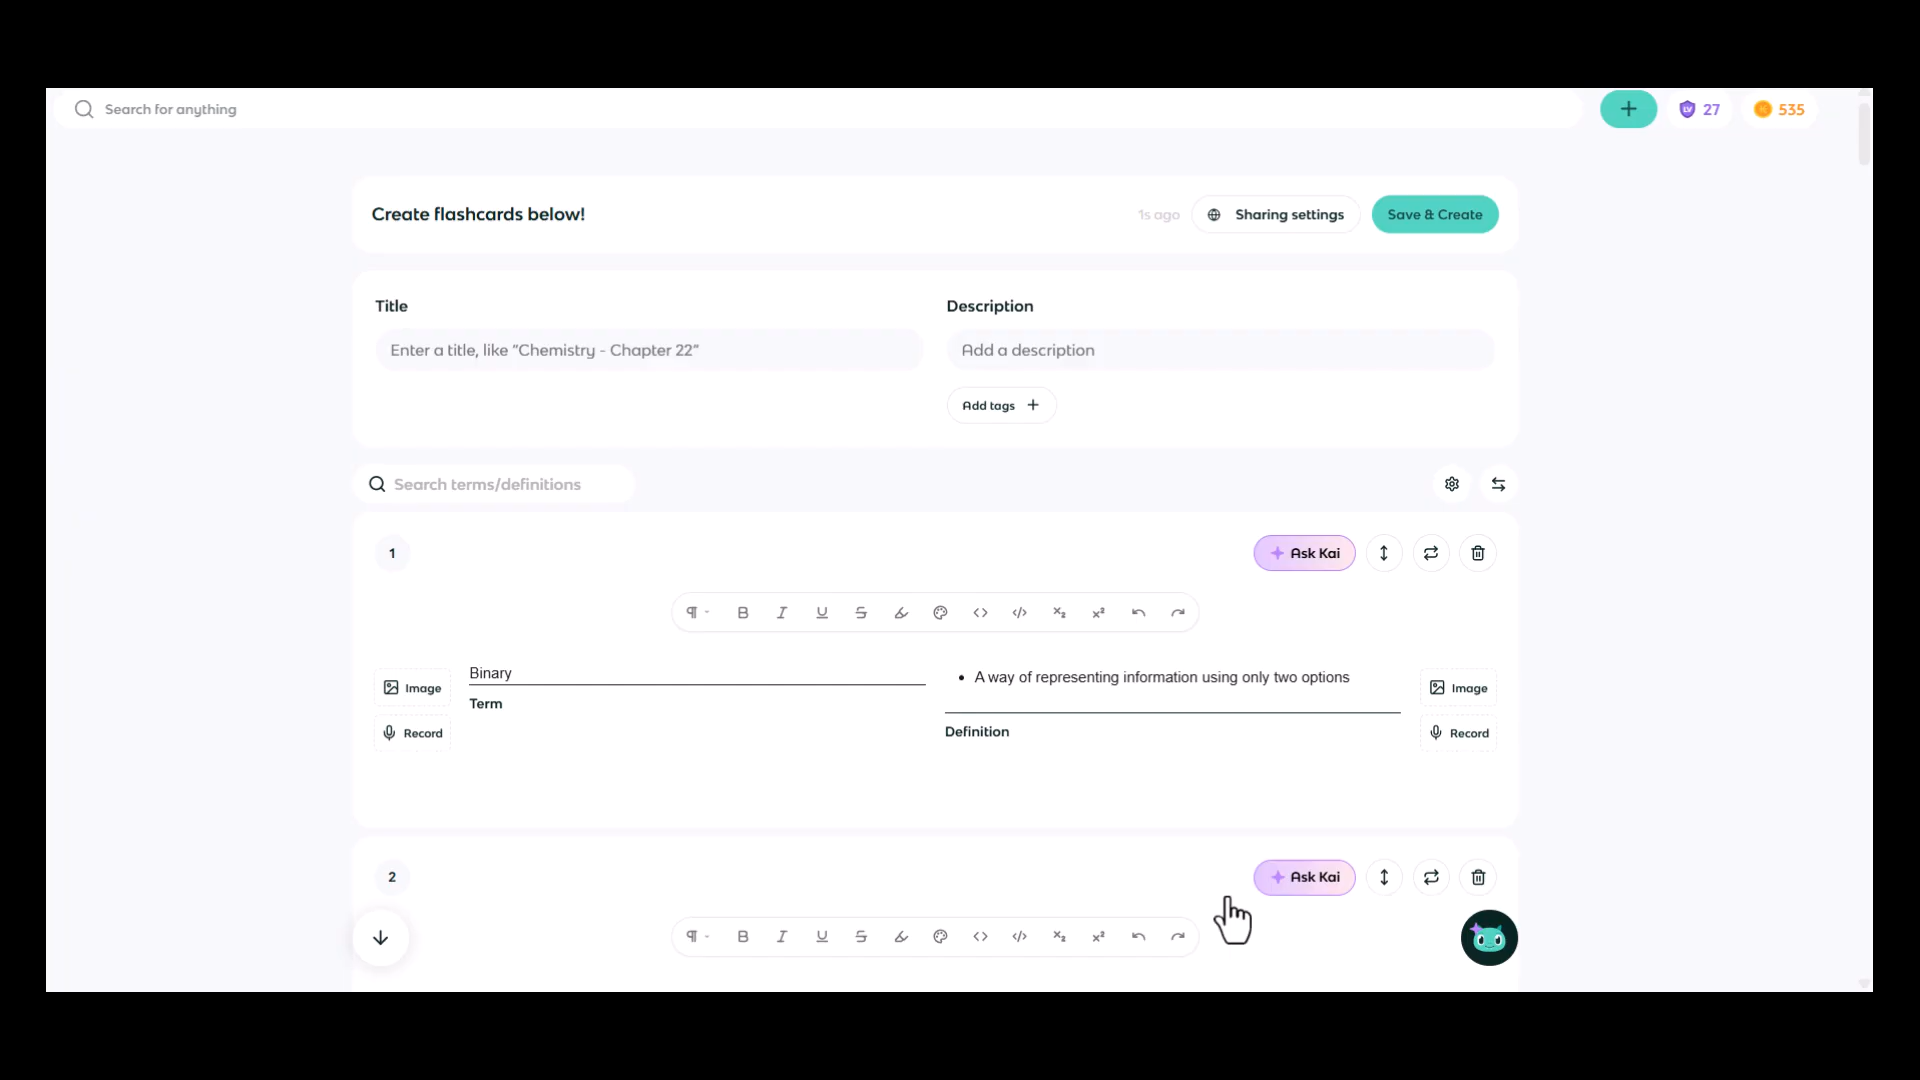 Search for anything
27
535
Create flashcards below!
1s ago
Sharing settings
Save & Create
Title
Description
Enter a title, like "Chemistry - Chapter 22"
Add a description
Add tags
Search terms/definitions
1
Ask Kai
Binary
Term
• A way of representing information using only two options
Definition
Image
Record
Image
Record
2
Ask Kai